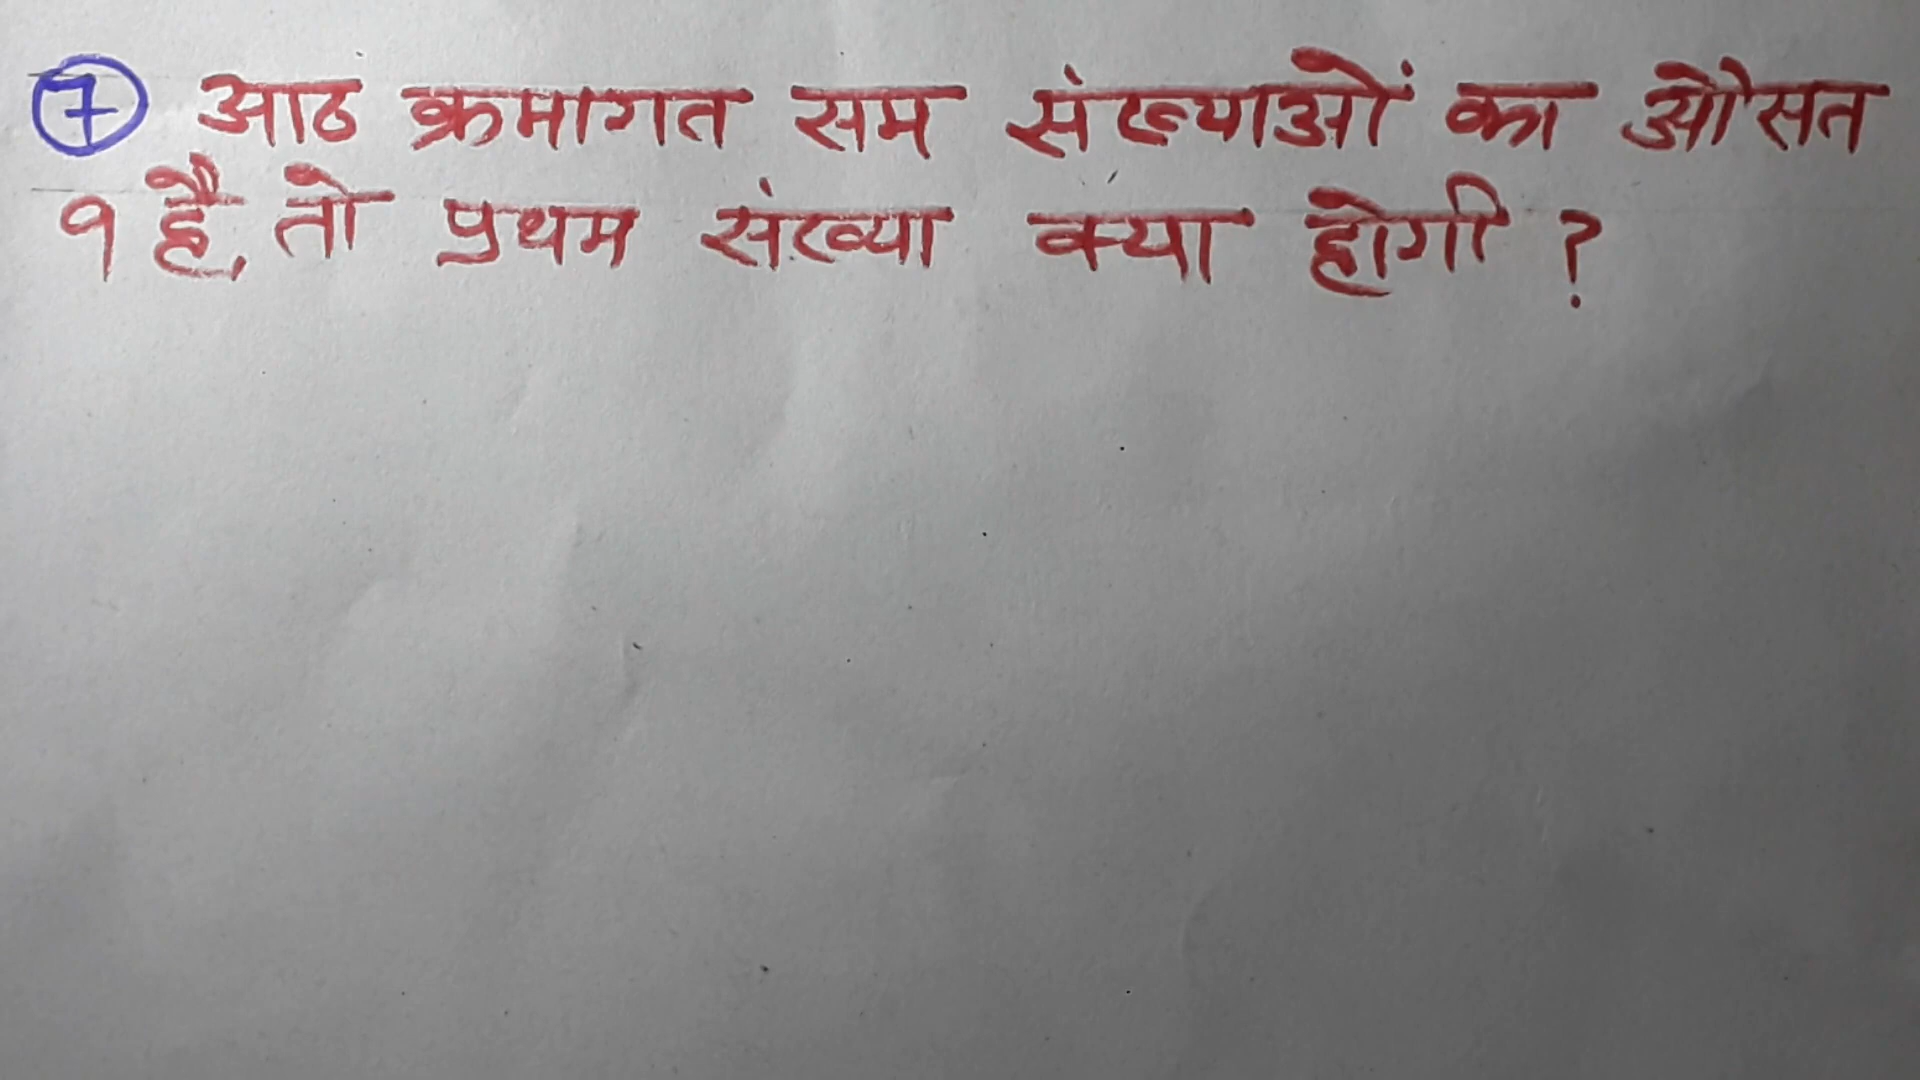 7 आठ क्रमागत सम संख्याओं का औसत
9 है, तो प्रथम संख्या क्या होगी ?